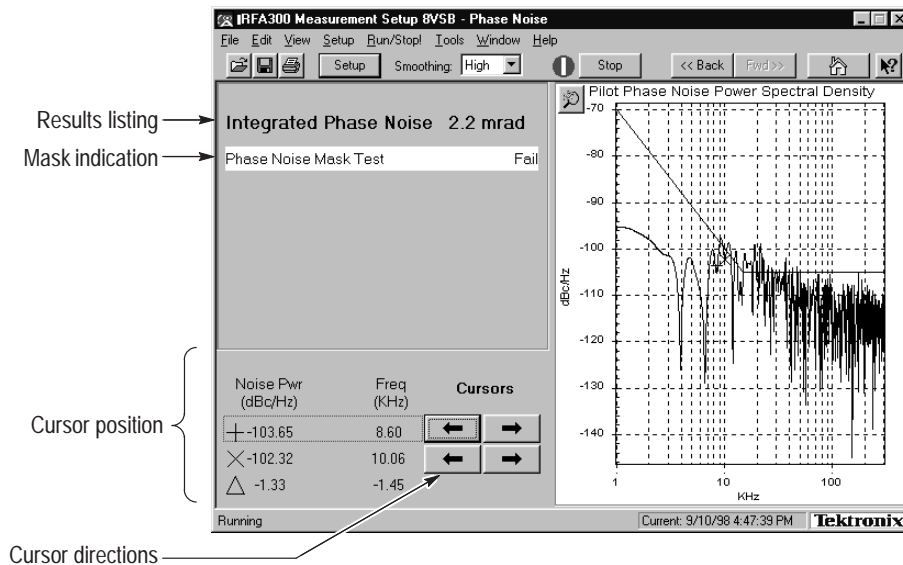 RFA300 Measurement Setup 8VSB - Phase Noise
File Edit View Setup Run/Stop! Tools Window Help
Setup Smoothing: High Stop << Back Fwd >>
Results listing
Integrated Phase Noise 2.2 mrad
Mask indication
Phase Noise Mask Test Fail
Pilot Phase Noise Power Spectral Density
-70
-80
-90
-100
-110
-120
-130
-140
dBc/Hz
1 10 100
KHz
Cursor position
Noise Pwr (dBc/Hz) Freq (KHz) Cursors
-103.65 8.60
-102.32 10.06
-1.33 -1.45
Running Current: 9/10/98 4:47:39 PM Tektronix
Cursor directions